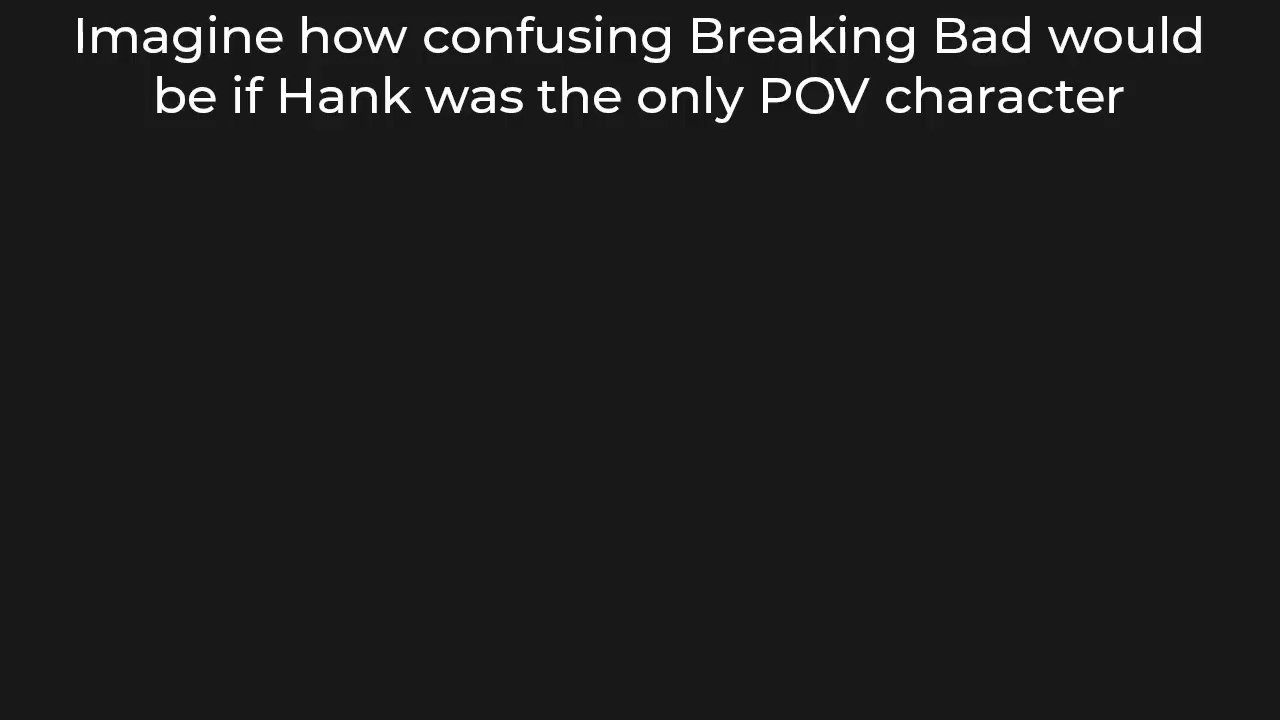 Imagine how confusing Breaking Bad would
be if Hank was the only POV character